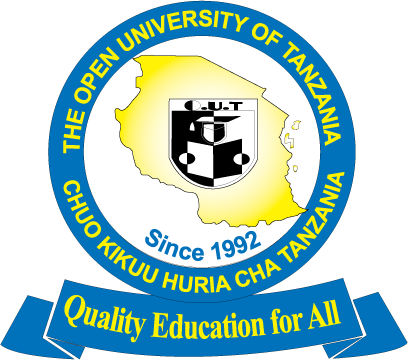 THE OPEN UNIVERSITY OF TANZANIA
O.U.T
Since 1992
CHUO KIKUU HURIA CHA TANZANIA
Quality Education for All